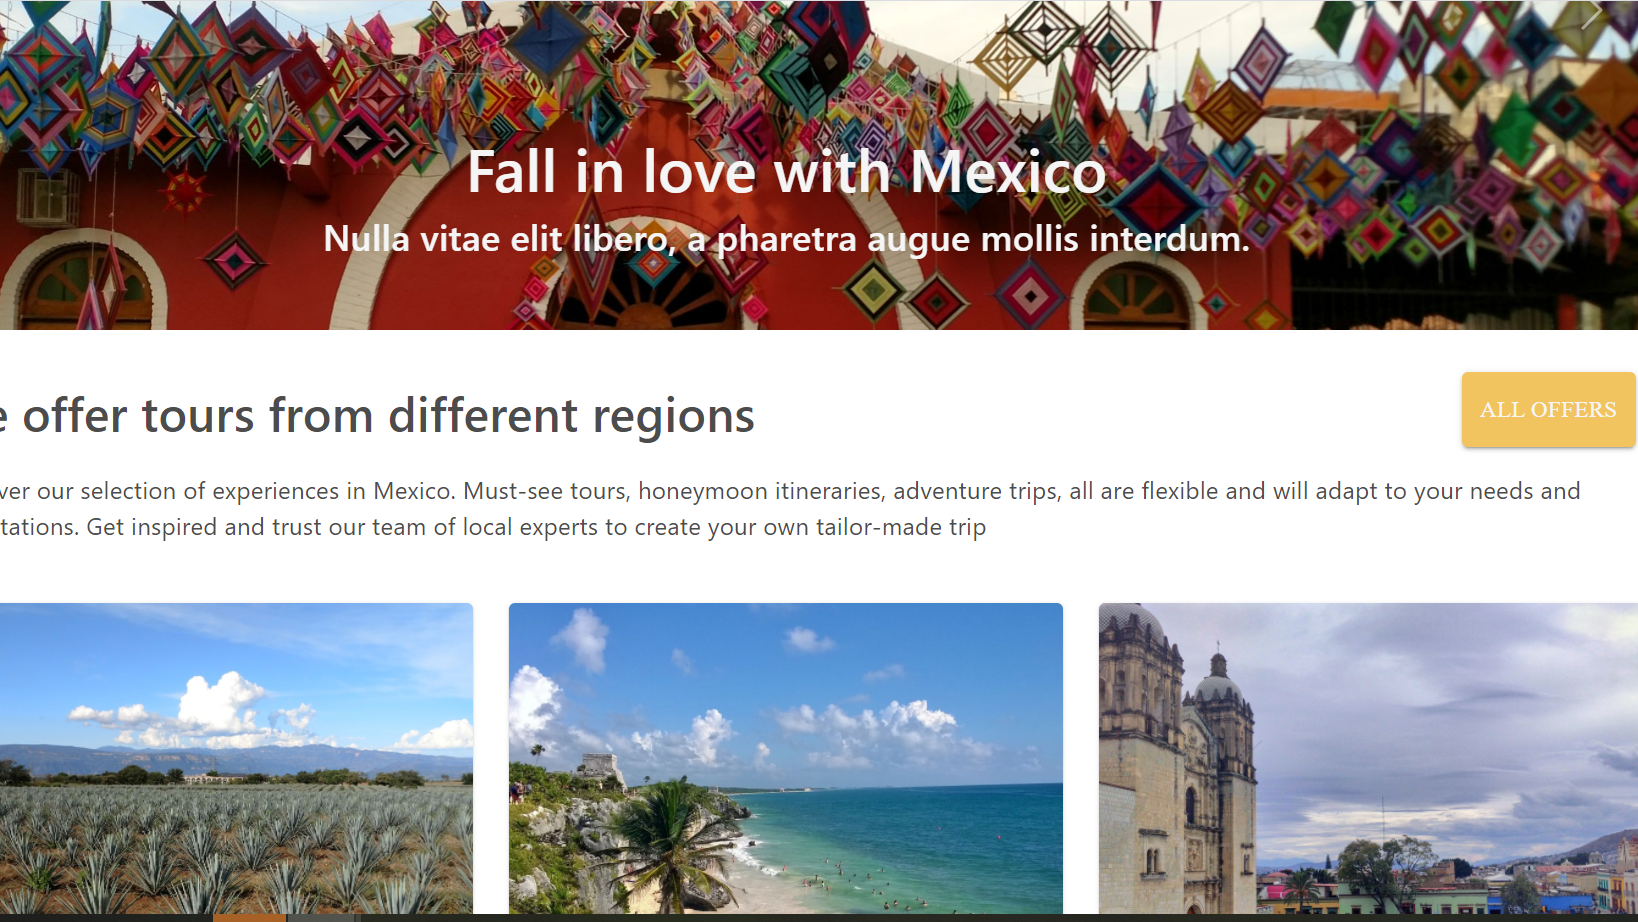 Fall in love with Mexico
Nulla vitae elit libero, a pharetra augue mollis interdum.
offer tours from different regions
ALL OFFERS
our selection of experiences in Mexico. Must-see tours, honeymoon itineraries, adventure trips, all are flexible and will adapt to your needs and
Get inspired and trust our team of local experts to create your own tailor-made trip